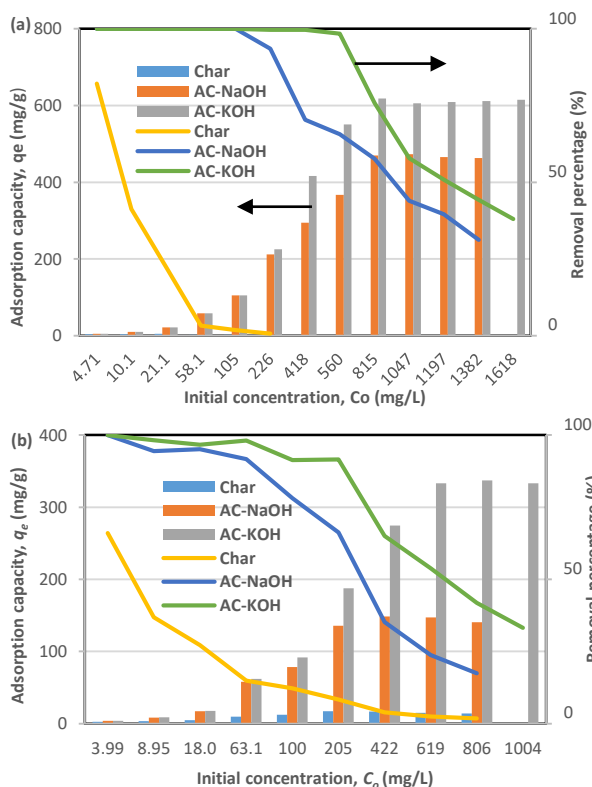 (a)
800
600
400
200
0
Adsorption capacity, qe (mg/g)
Char
AC-NaOH
AC-KOH
Char
AC-NaOH
AC-KOH
100
50
0
Removal percentage (%)
4.71 10.1 21.1 58.1 105 226 418 560 815 1047 1197 1382 1618
Initial concentration, Co (mg/L)
(b)
400
300
200
100
0
Adsorption capacity, qe (mg/g)
Char
AC-NaOH
AC-KOH
Char
AC-NaOH
AC-KOH
100
50
0
Removal percentage (%)
3.99 8.95 18.0 63.1 100 205 422 619 806 1004
Initial concentration, Co (mg/L)